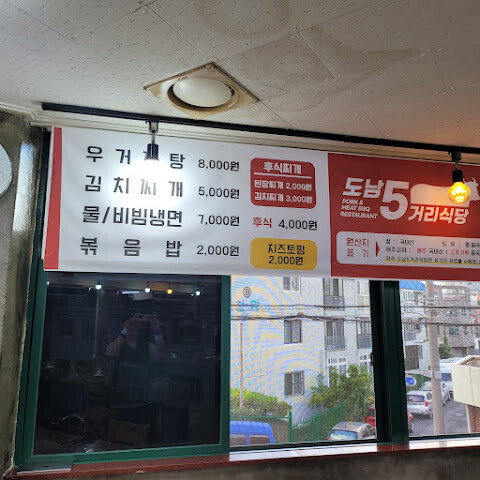 우거 탕 8,000원
김치찌개 5,000원
물/비빔냉면 7,000원
볶음밥 2,000원
후식찌개
된장찌개 2,000원
김치찌개 3,000원
후식 4,000원
치즈토핑
2,000원
도남5거리식당
PORK &
MEAT BBQ
RESTAURANT
원산지
표기